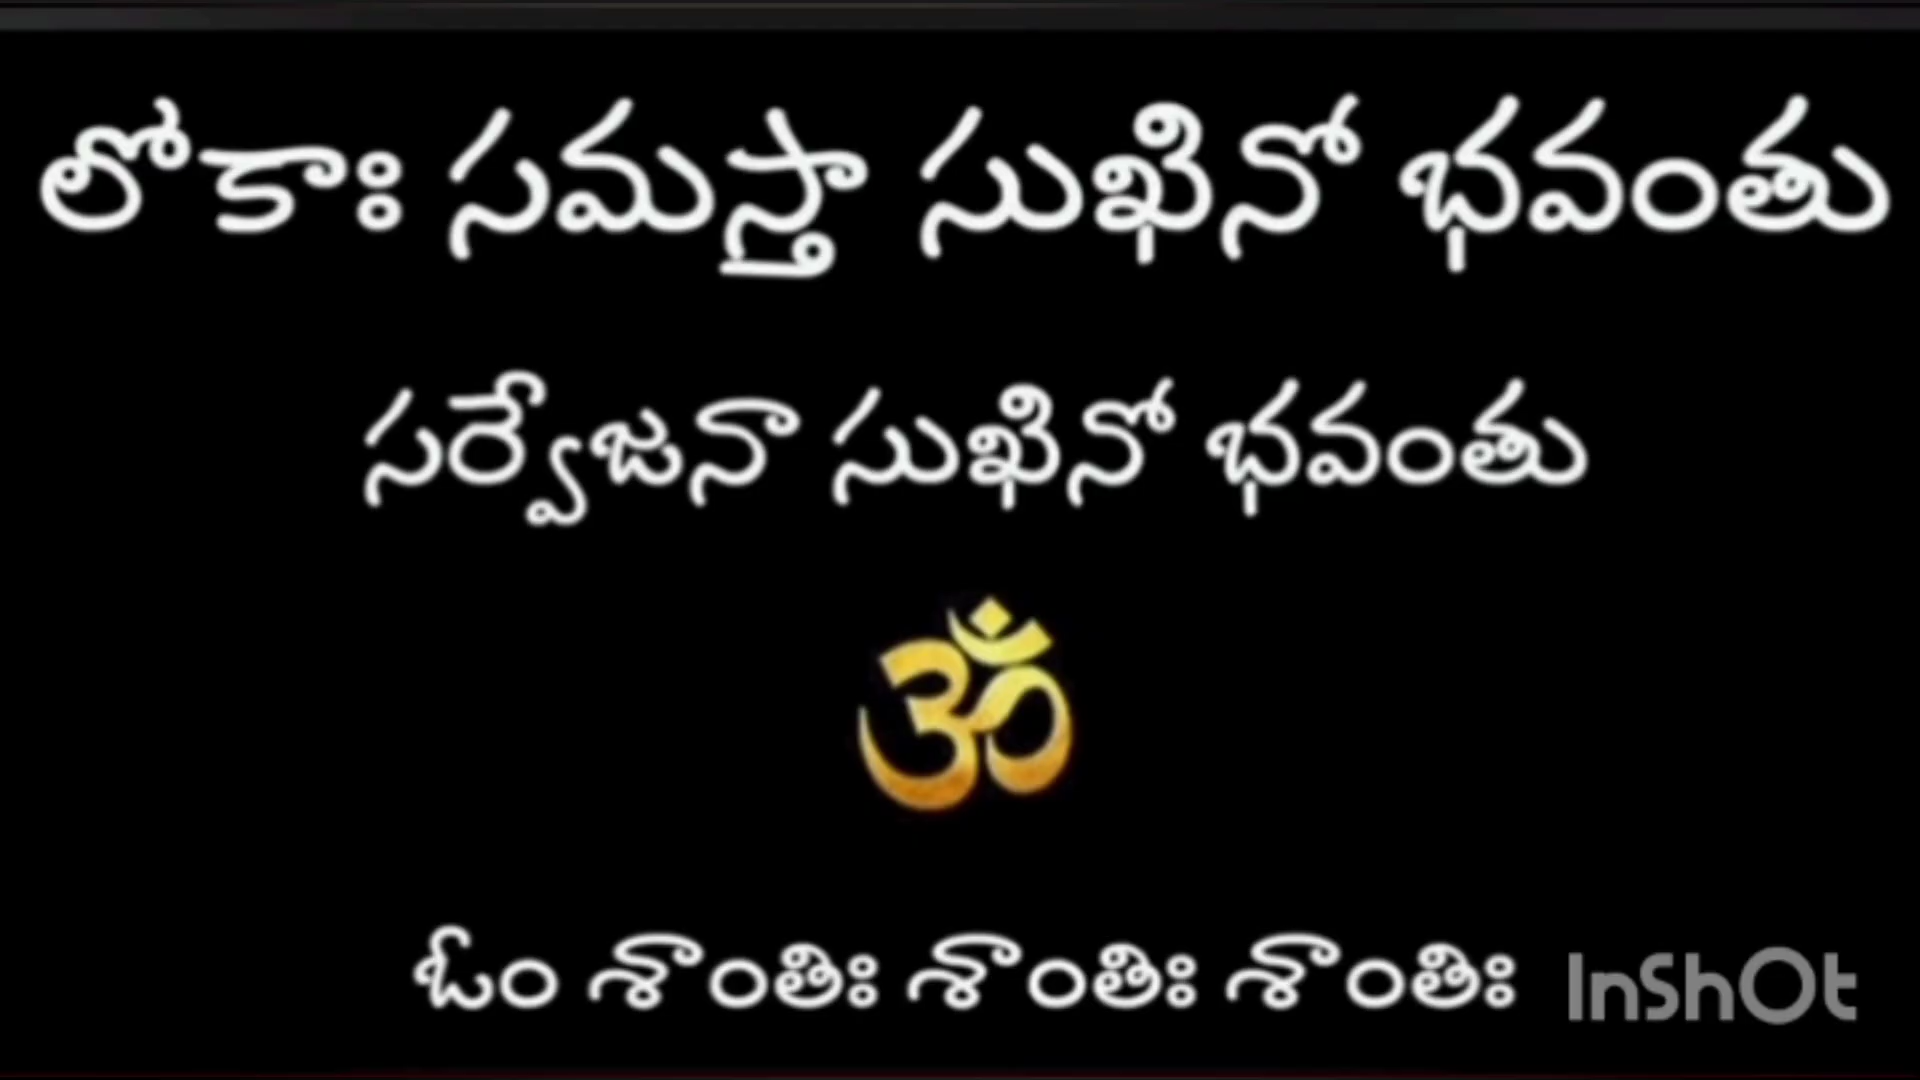 లోకాః సమస్తా సుఖినో భవంతు
సర్వేజనా సుఖినో భవంతు
ॐ
ఓం శాంతిః శాంతిః శాంతిః
InShOt